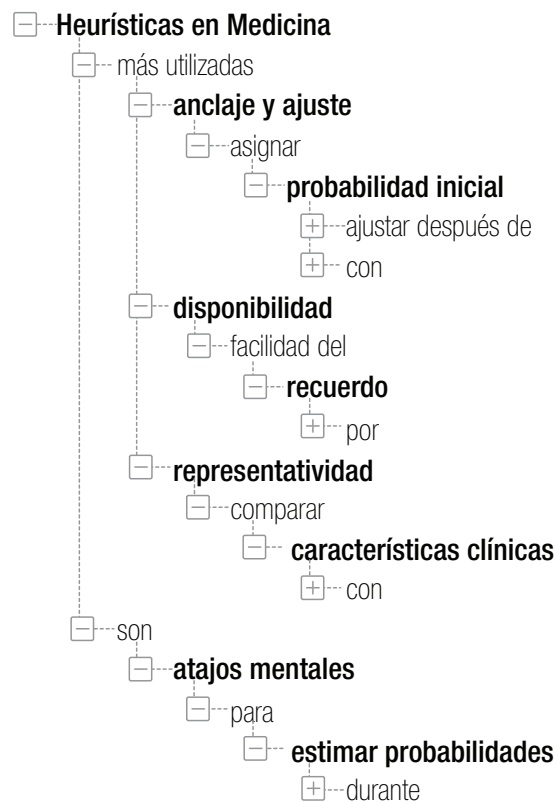 Heurísticas en Medicina
más utilizadas
anclaje y ajuste
asignar
probabilidad inicial
ajustar después de
con
disponibilidad
facilidad del
recuerdo
por
representatividad
comparar
características clínicas
con
son
atajos mentales
para
estimar probabilidades
durante